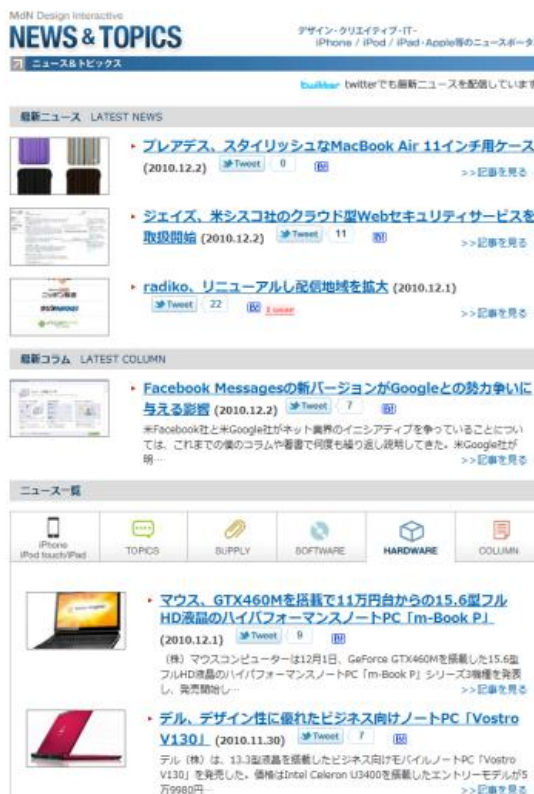 MdN Design Interactive
NEWS & TOPICS
デザイン・クリエイティブ・IT・
iPhone / iPod / iPad・Apple等のニュースポータ
ニュース&トピックス
twitter twitterでも最新ニュースを配信しています
最新ニュース LATEST NEWS
プレアデス、スタイリッシュなMacBook Air 11インチ用ケース
(2010.12.2) Tweet 0 B!
>>記事を見る
ジェイズ、米シスコ社のクラウド型Webセキュリティサービスを
取扱開始 (2010.12.2) Tweet 11 B!
>>記事を見る
radiko、リニューアルし配信地域を拡大 (2010.12.1)
Tweet 22 B! 1 user
>>記事を見る
最新コラム LATEST COLUMN
Facebook Messagesの新バージョンがGoogleとの勢力争いに
与える影響 (2010.12.2) Tweet 7 B!
米Facebook社と米Google社がネット業界のイニシアティブを争っていることについ
ては、これまでの僕のコラムや著書で何度も繰り返し説明してきた。米Google社が
明…
>>記事を見る
ニュース一覧
iPhone
iPod touch/iPad
TOPICS
SUPPLY
SOFTWARE
HARDWARE
COLUMN
マウス、GTX460Mを搭載で11万円台からの15.6型フル
HD液晶のハイパフォーマンスノートPC「m-Book P」
(2010.12.1) Tweet 9 B!
(株)マウスコンピューターは12月1日、GeForce GTX460Mを搭載した15.6型
フルHD液晶のハイパフォーマンスノートPC「m-Book P」シリーズ3機種を発表
し、発売開始し…
>>記事を見る
デル、デザイン性に優れたビジネス向けノートPC「Vostro
V130」 (2010.11.30) Tweet 7 B!
デル(株)は、13.3型液晶を搭載したビジネス向けモバイルノートPC「Vostro
V130」を発売した。価格はIntel Celeron U3400を搭載したエントリーモデルが5
万9980円…
>>記事を見る